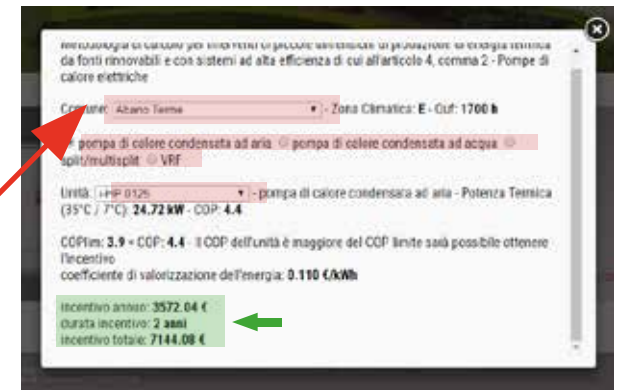 Metodologia di calcolo per interventi di piccole dimensioni di produzione di energia termica
da fonti rinnovabili e con sistemi ad alta efficienza di cui all'articolo 4, comma 2 - Pompe di
calore elettriche
Comune: Abano Terme - Zona Climatica: E - Quf: 1700 h
pompa di calore condensata ad aria pompa di calore condensata ad acqua
split/multisplit VRF
Unità: 0125 - pompa di calore condensata ad aria - Potenza Termica
(35°C / 7°C): 24.72 kW - COP: 4.4
COPlim: 3.9 < COP: 4.4 - Il COP dell'unità è maggiore del COP limite sarà possibile ottenere
l'incentivo
coefficiente di valorizzazione dell'energia: 0.110 €/kWh
incentivo annuo: 3572.04 €
durata incentivo: 2 anni
incentivo totale: 7144.08 €